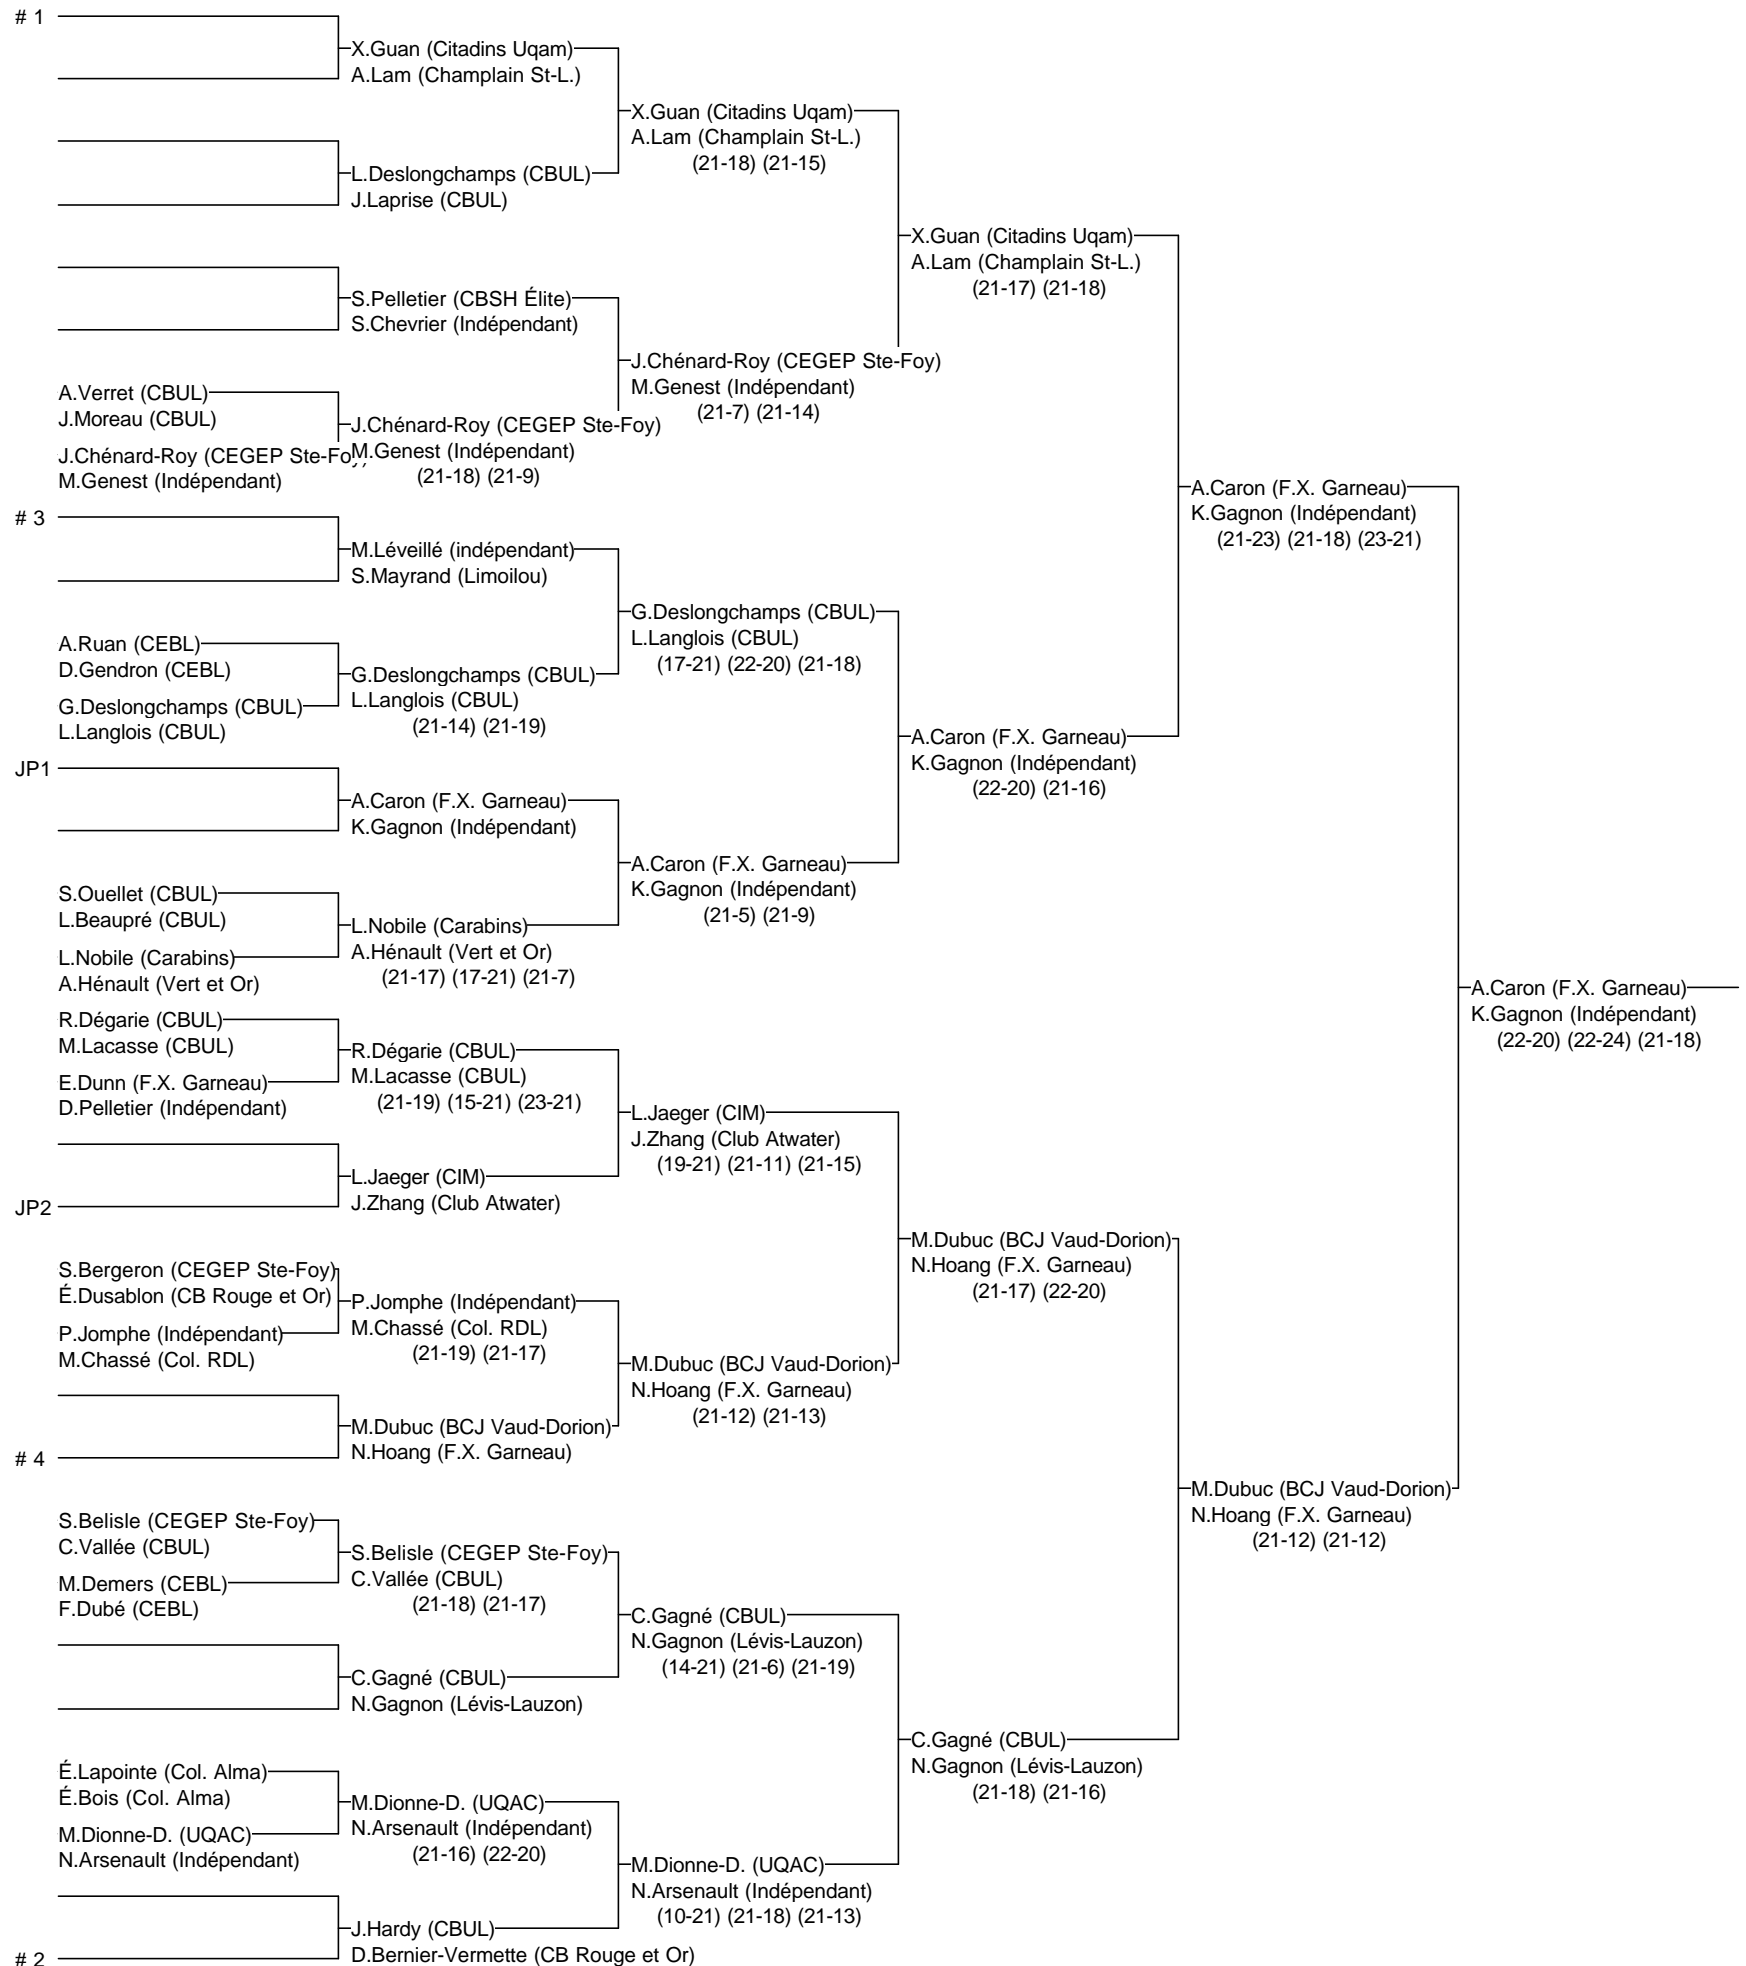 # 1
X.Guan (Citadins Uqam)
A.Lam (Champlain St-L.)
X.Guan (Citadins Uqam)
A.Lam (Champlain St-L.)
(21-18) (21-15)
L.Deslongchamps (CBUL)
J.Laprise (CBUL)
X.Guan (Citadins Uqam)
A.Lam (Champlain St-L.)
(21-17) (21-18)
S.Pelletier (CBSH Élite)
S.Chevrier (Indépendant)
J.Chénard-Roy (CEGEP Ste-Foy)
M.Genest (Indépendant)
(21-7) (21-14)
A.Verret (CBUL)
J.Moreau (CBUL)
J.Chénard-Roy (CEGEP Ste-Foy)
M.Genest (Indépendant)
(21-18) (21-9)
J.Chénard-Roy (CEGEP Ste-Foy)
M.Genest (Indépendant)
A.Caron (F.X. Garneau)
K.Gagnon (Indépendant)
(21-23) (21-18) (23-21)
# 3
M.Léveillé (indépendant)
S.Mayrand (Limoilou)
G.Deslongchamps (CBUL)
L.Langlois (CBUL)
(17-21) (22-20) (21-18)
A.Ruan (CEBL)
D.Gendron (CEBL)
G.Deslongchamps (CBUL)
L.Langlois (CBUL)
(21-14) (21-19)
G.Deslongchamps (CBUL)
L.Langlois (CBUL)
A.Caron (F.X. Garneau)
K.Gagnon (Indépendant)
(22-20) (21-16)
JP1
A.Caron (F.X. Garneau)
K.Gagnon (Indépendant)
A.Caron (F.X. Garneau)
K.Gagnon (Indépendant)
(21-5) (21-9)
S.Ouellet (CBUL)
L.Beaupré (CBUL)
L.Nobile (Carabins)
A.Hénault (Vert et Or)
(21-17) (17-21) (21-7)
L.Nobile (Carabins)
A.Hénault (Vert et Or)
A.Caron (F.X. Garneau)
K.Gagnon (Indépendant)
(22-20) (22-24) (21-18)
R.Dégarie (CBUL)
M.Lacasse (CBUL)
R.Dégarie (CBUL)
M.Lacasse (CBUL)
(21-19) (15-21) (23-21)
E.Dunn (F.X. Garneau)
D.Pelletier (Indépendant)
L.Jaeger (CIM)
J.Zhang (Club Atwater)
(19-21) (21-11) (21-15)
L.Jaeger (CIM)
J.Zhang (Club Atwater)
JP2
M.Dubuc (BCJ Vaud-Dorion)
N.Hoang (F.X. Garneau)
(21-17) (22-20)
S.Bergeron (CEGEP Ste-Foy)
É.Dusablon (CB Rouge et Or)
P.Jomphe (Indépendant)
M.Chassé (Col. RDL)
(21-19) (21-17)
P.Jomphe (Indépendant)
M.Chassé (Col. RDL)
M.Dubuc (BCJ Vaud-Dorion)
N.Hoang (F.X. Garneau)
(21-12) (21-13)
M.Dubuc (BCJ Vaud-Dorion)
N.Hoang (F.X. Garneau)
# 4
M.Dubuc (BCJ Vaud-Dorion)
N.Hoang (F.X. Garneau)
(21-12) (21-12)
S.Belisle (CEGEP Ste-Foy)
C.Vallée (CBUL)
S.Belisle (CEGEP Ste-Foy)
C.Vallée (CBUL)
(21-18) (21-17)
M.Demers (CEBL)
F.Dubé (CEBL)
C.Gagné (CBUL)
N.Gagnon (Lévis-Lauzon)
(14-21) (21-6) (21-19)
C.Gagné (CBUL)
N.Gagnon (Lévis-Lauzon)
C.Gagné (CBUL)
N.Gagnon (Lévis-Lauzon)
(21-18) (21-16)
É.Lapointe (Col. Alma)
É.Bois (Col. Alma)
M.Dionne-D. (UQAC)
N.Arsenault (Indépendant)
(21-16) (22-20)
M.Dionne-D. (UQAC)
N.Arsenault (Indépendant)
M.Dionne-D. (UQAC)
N.Arsenault (Indépendant)
(10-21) (21-18) (21-13)
J.Hardy (CBUL)
D.Bernier-Vermette (CB Rouge et Or)
# 2